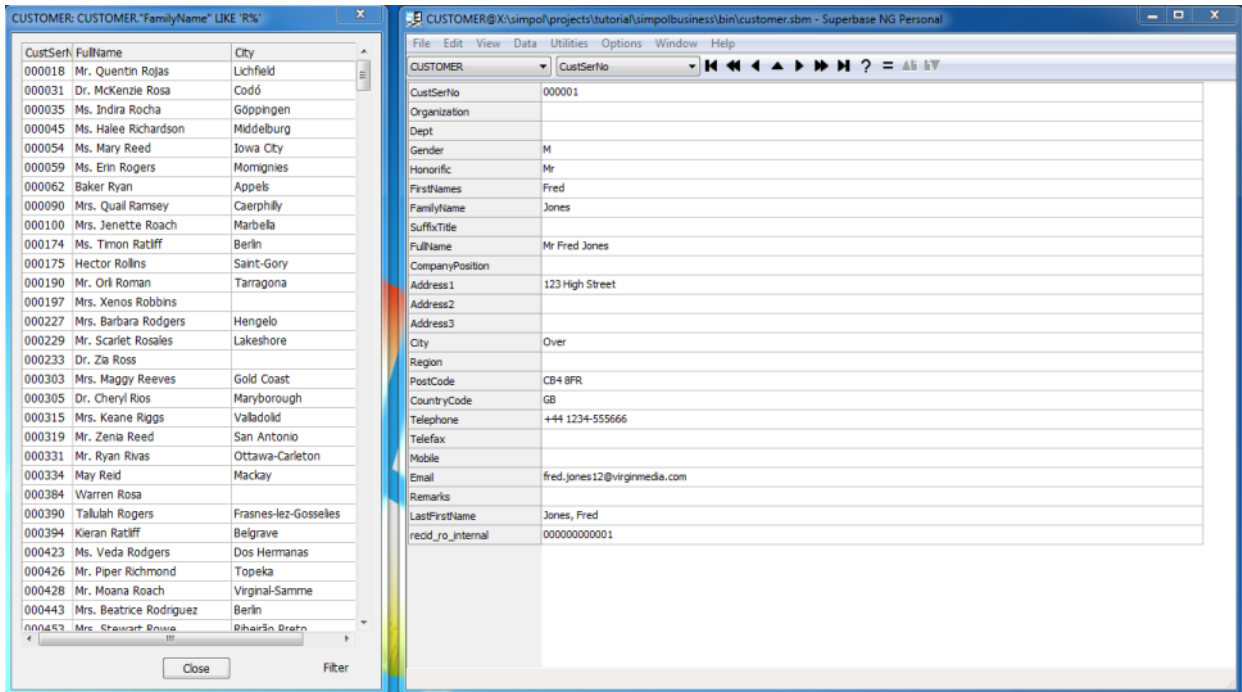 CUSTOMER: CUSTOMER."FamilyName" LIKE 'R%'
CustSerN FullName City
000018 Mr. Quentin Rojas Lichfield
000031 Dr. McKenzie Rosa Codó
000035 Ms. Indira Rocha Göppingen
000045 Ms. Halee Richardson Middelburg
000054 Ms. Mary Reed Iowa City
000059 Ms. Erin Rogers Momignies
000062 Baker Ryan Appels
000090 Mrs. Quail Ramsey Caerphilly
000100 Mrs. Jenette Roach Marbella
000174 Ms. Timon Ratliff Berlin
000175 Hector Rollins Saint-Gory
000190 Mr. Orli Roman Tarragona
000197 Mrs. Xenos Robbins
000227 Mrs. Barbara Rodgers Hengelo
000229 Mr. Scarlet Rosales Lakeshore
000233 Dr. Zia Ross
000303 Mrs. Maggy Reeves Gold Coast
000305 Dr. Cheryl Rios Maryborough
000315 Mrs. Keane Riggs Valladolid
000319 Mr. Zenia Reed San Antonio
000331 Mr. Ryan Rivas Ottawa-Carleton
000334 May Reid Mackay
000384 Warren Rosa
000390 Tallulah Rogers Frasnes-lez-Gosselies
000394 Kieran Ratliff Belgrave
000423 Ms. Veda Rodgers Dos Hermanas
000426 Mr. Piper Richmond Topeka
000428 Mr. Moana Roach Virginal-Samme
000443 Mrs. Beatrice Rodriguez Berlin
000453 Mrs. Stewart Rowe Ribeirão Preto
Close Filter
CUSTOMER@X:\simpol\projects\tutorial\simpolbusiness\bin\customer.sbm - Superbase NG Personal
File Edit View Data Utilities Options Window Help
CUSTOMER CustSerNo ? =
CustSerNo 000001
Organization
Dept
Gender M
Honorific Mr
FirstNames Fred
FamilyName Jones
SuffixTitle
FullName Mr Fred Jones
CompanyPosition
Address1 123 High Street
Address2
Address3
City Over
Region
PostCode CB4 8FR
CountryCode GB
Telephone +44 1234-555666
Telefax
Mobile
Email fred.jones12@virginmedia.com
Remarks
LastFirstName Jones, Fred
recid_ro_internal 000000000001